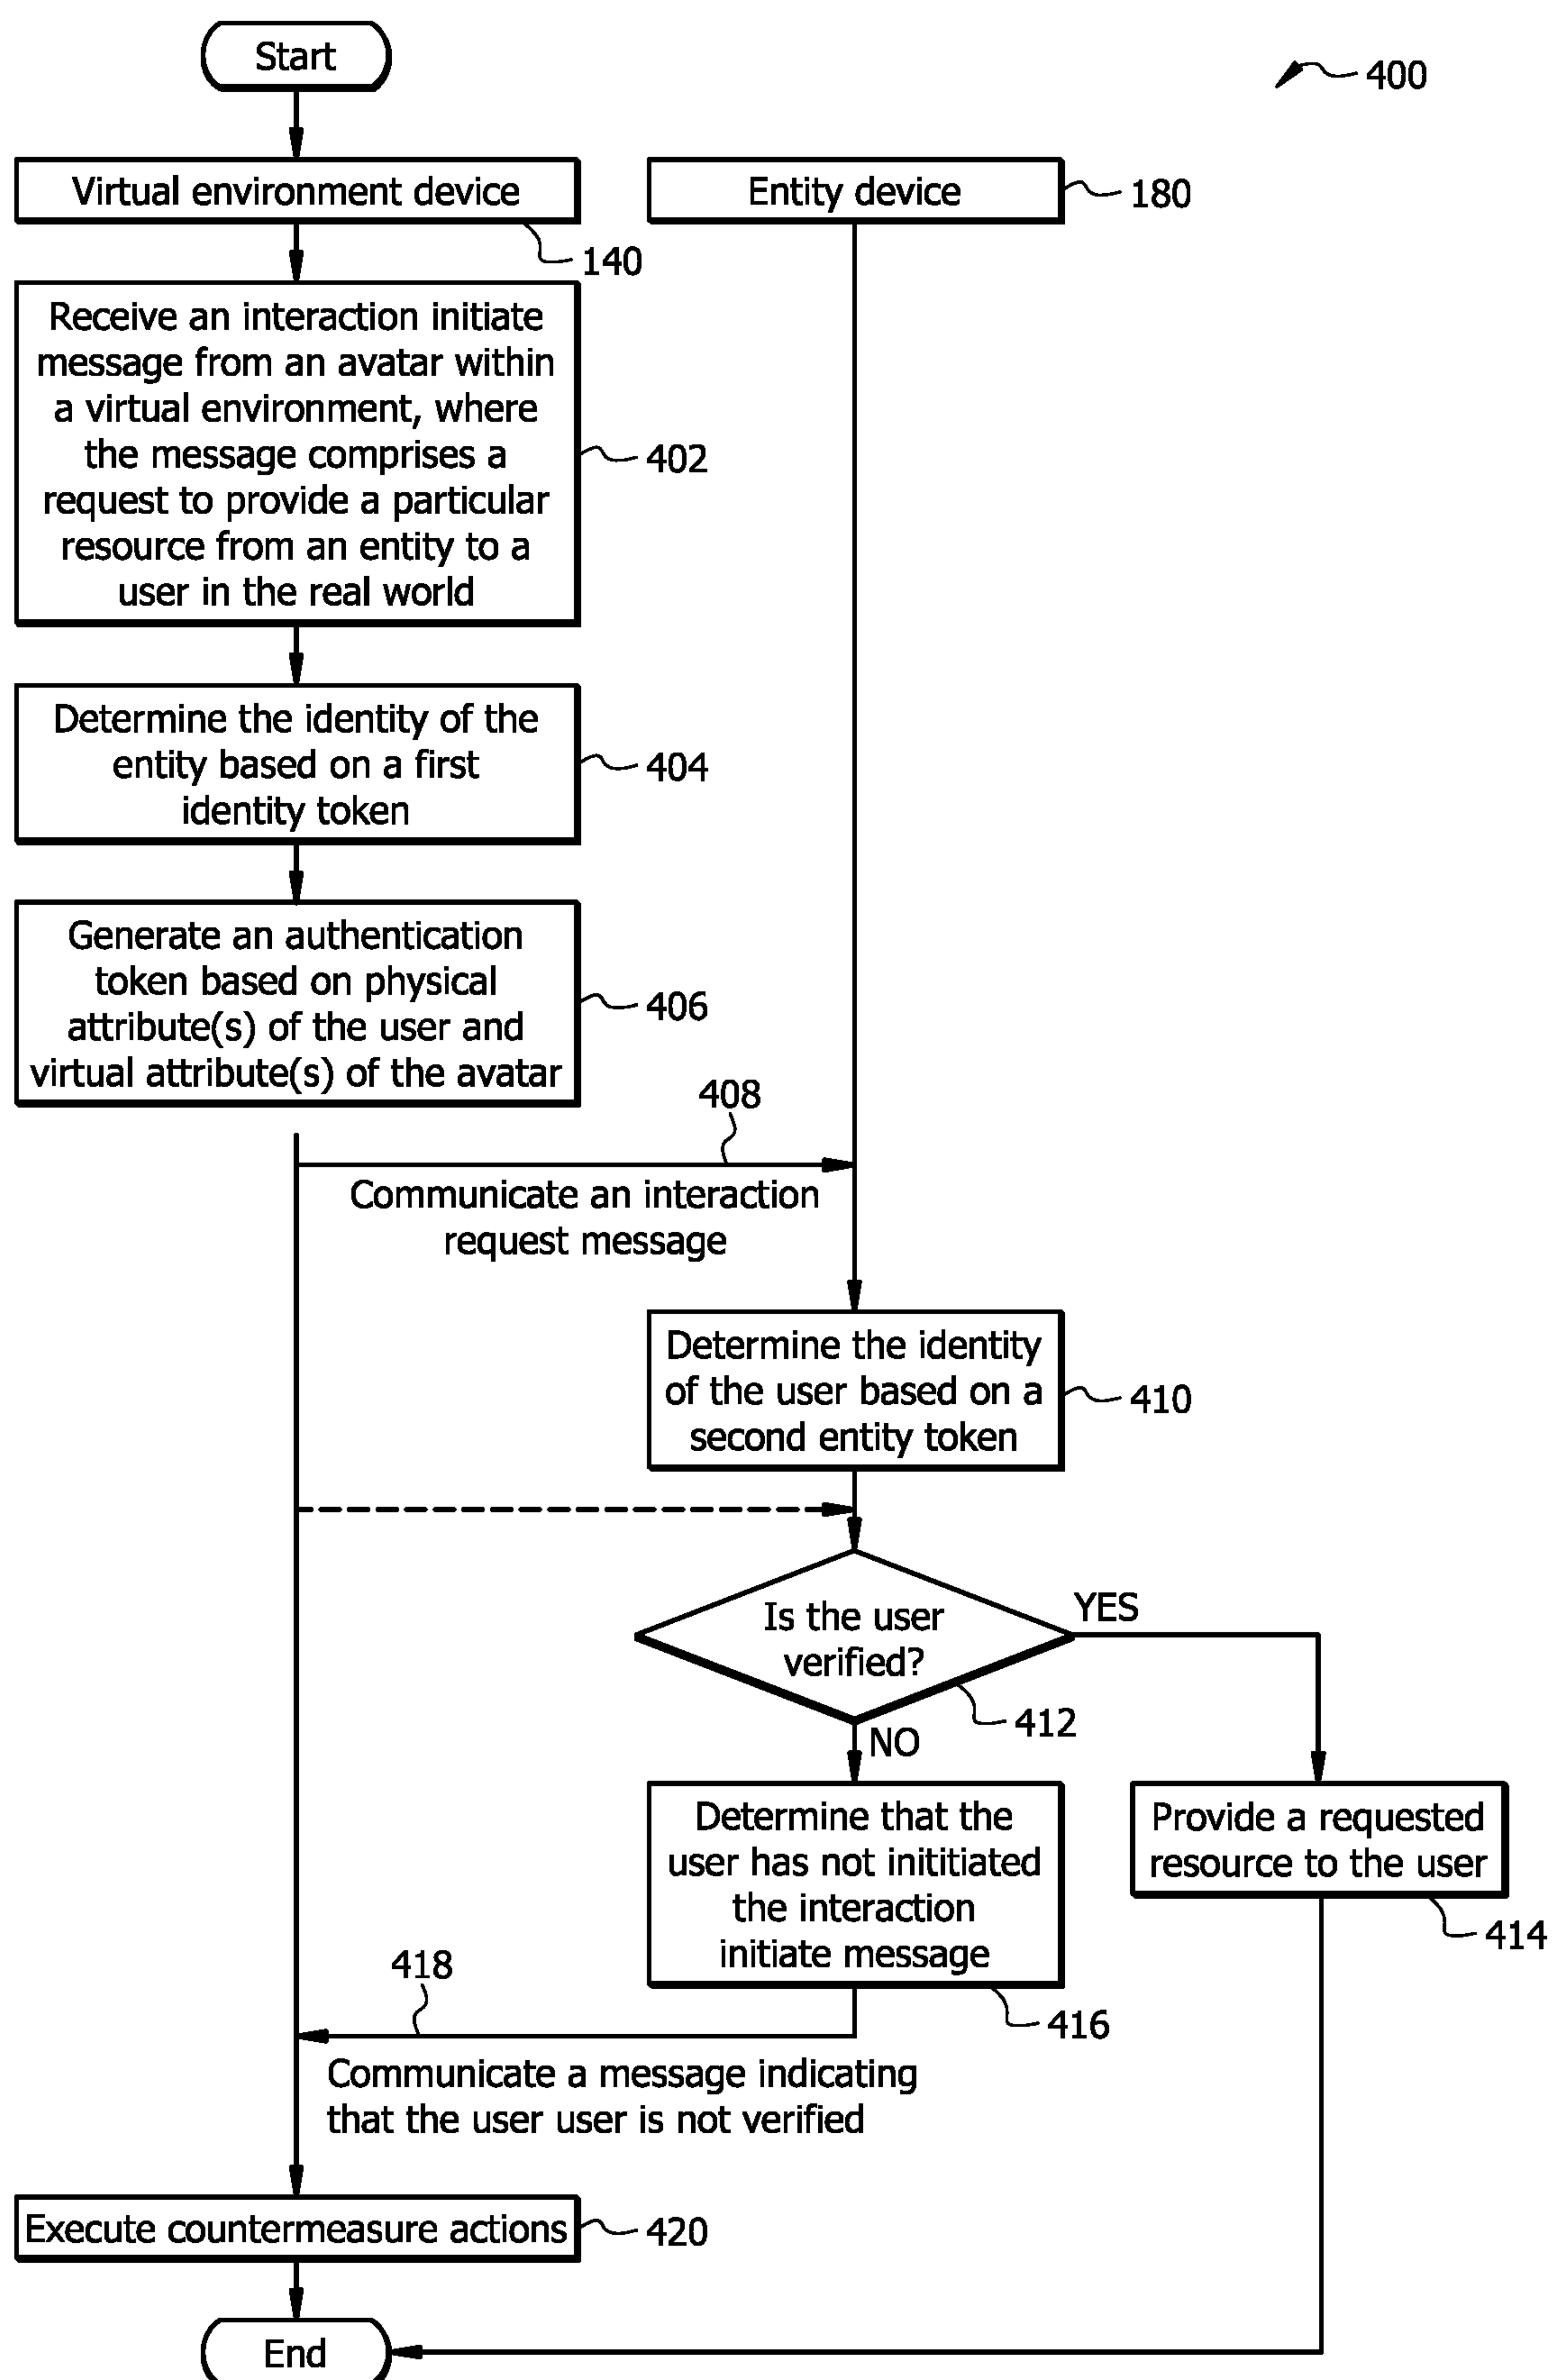 Start
400
Virtual environment device
140
Entity device
180
Receive an interaction initiate
message from an avatar within
a virtual environment, where
the message comprises a
request to provide a particular
resource from an entity to a
user in the real world
402
Determine the identity of the
entity based on a first
identity token
404
Generate an authentication
token based on physical
attribute(s) of the user and
virtual attribute(s) of the avatar
406
408
Communicate an interaction
request message
Determine the identity
of the user based on a
second entity token
410
Is the user
verified?
412
YES
NO
Determine that the
user has not inititiated
the interaction
initiate message
416
Provide a requested
resource to the user
414
418
Communicate a message indicating
that the user user is not verified
Execute countermeasure actions
420
End